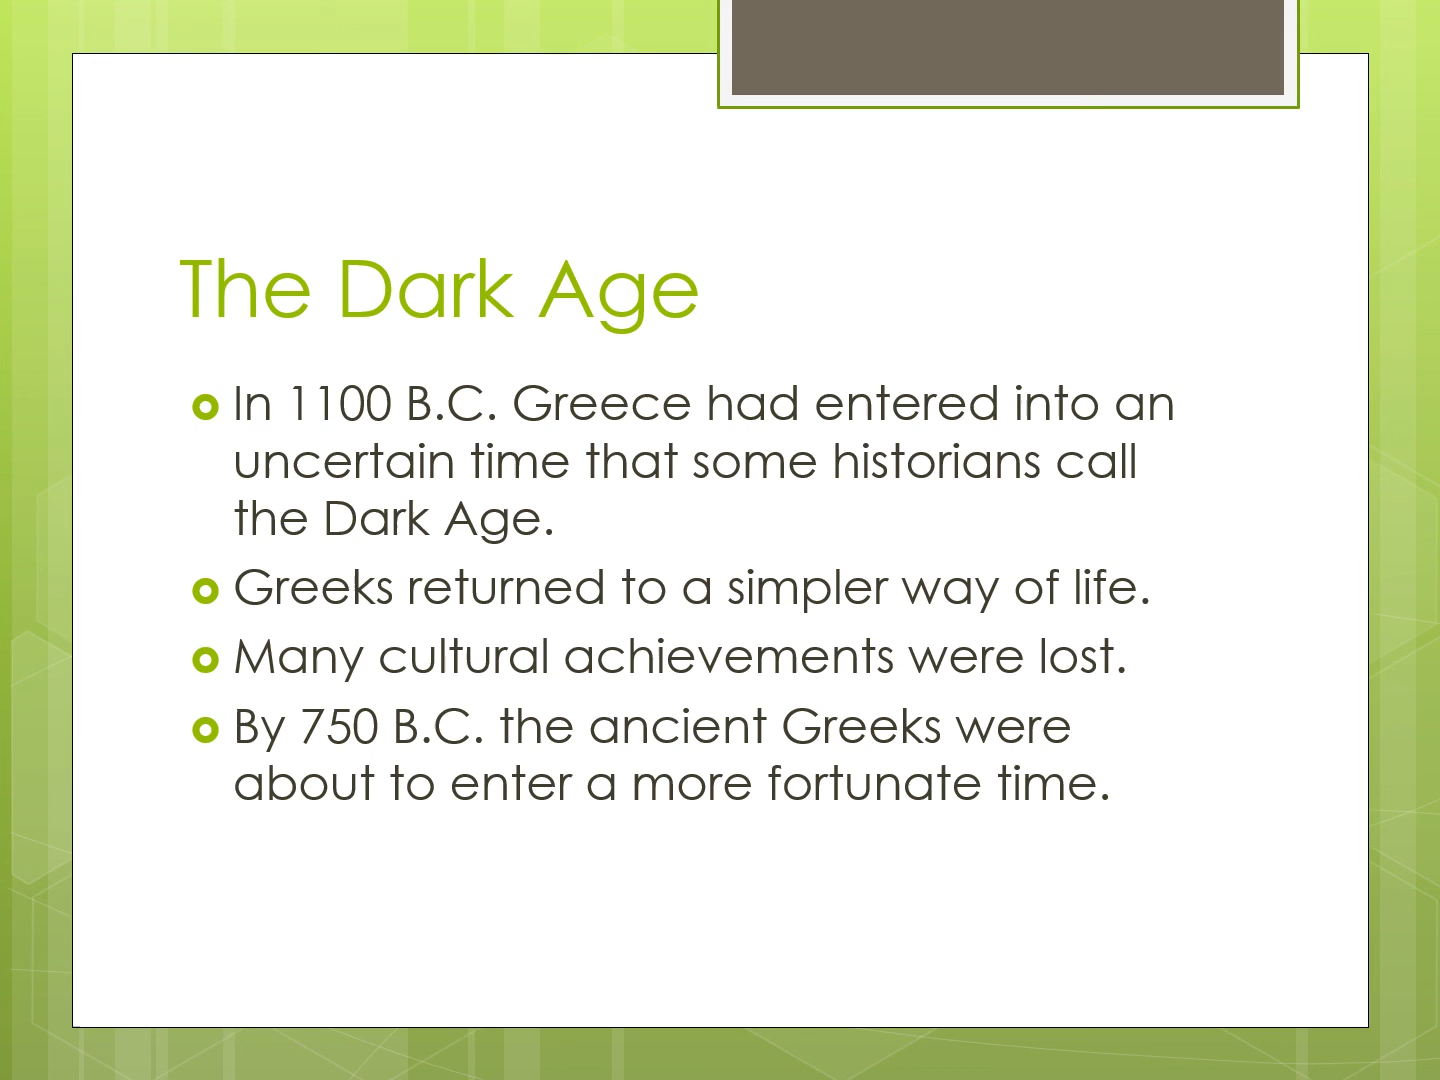 The Dark Age
In 1100 B.C. Greece had entered into an
uncertain time that some historians call
the Dark Age.
Greeks returned to a simpler way of life.
Many cultural achievements were lost.
By 750 B.C. the ancient Greeks were
about to enter a more fortunate time.